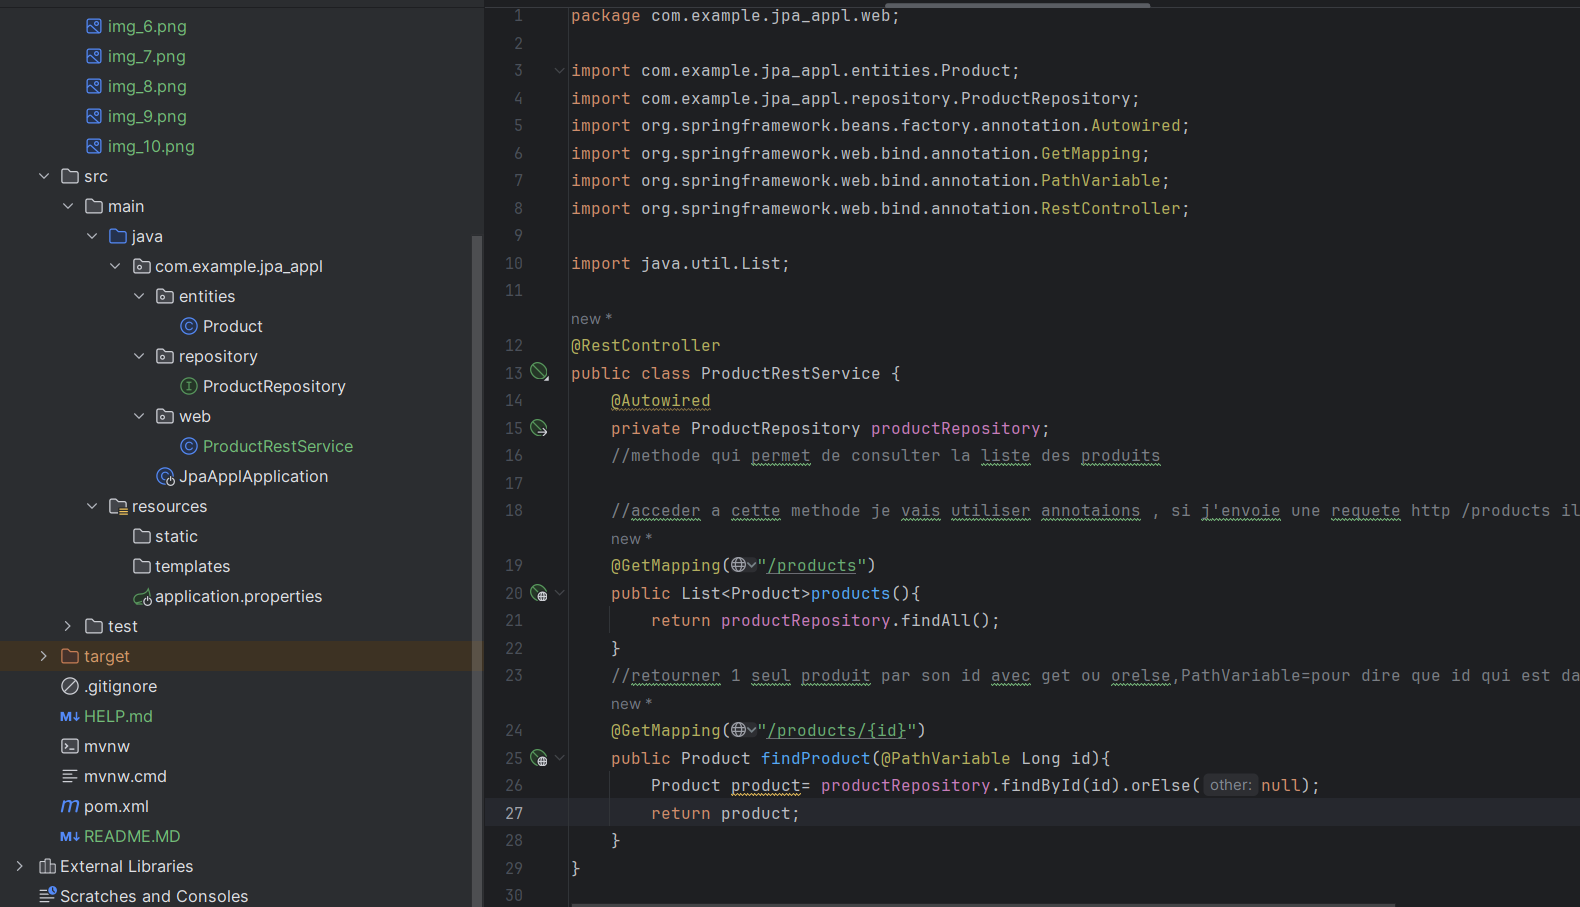 img_6.png
img_7.png
img_8.png
img_9.png
img_10.png
src
main
java
com.example.jpa_appl
entities
Product
repository
ProductRepository
web
ProductRestService
JpaApplApplication
resources
static
templates
application.properties
test
target
.gitignore
HELP.md
mvnw
mvnw.cmd
pom.xml
README.MD
External Libraries
Scratches and Consoles
1 package com.example.jpa_appl.web;
2
3 import com.example.jpa_appl.entities.Product;
4 import com.example.jpa_appl.repository.ProductRepository;
5 import org.springframework.beans.factory.annotation.Autowired;
6 import org.springframework.web.bind.annotation.GetMapping;
7 import org.springframework.web.bind.annotation.PathVariable;
8 import org.springframework.web.bind.annotation.RestController;
9
10 import java.util.List;
11
new *
12 @RestController
13 public class ProductRestService {
14 @Autowired
15 private ProductRepository productRepository;
16 //methode qui permet de consulter la liste des produits
17
18 //acceder a cette methode je vais utiliser annotaions , si j'envoie une requete http /products il
new *
19 @GetMapping("/products")
20 public List<Product>products(){
21 return productRepository.findAll();
22 }
23 //retourner 1 seul produit par son id avec get ou orelse,PathVariable=pour dire que id qui est da
new *
24 @GetMapping("/products/{id}")
25 public Product findProduct(@PathVariable Long id){
26 Product product= productRepository.findById(id).orElse( other: null);
27 return product;
28 }
29 }
30